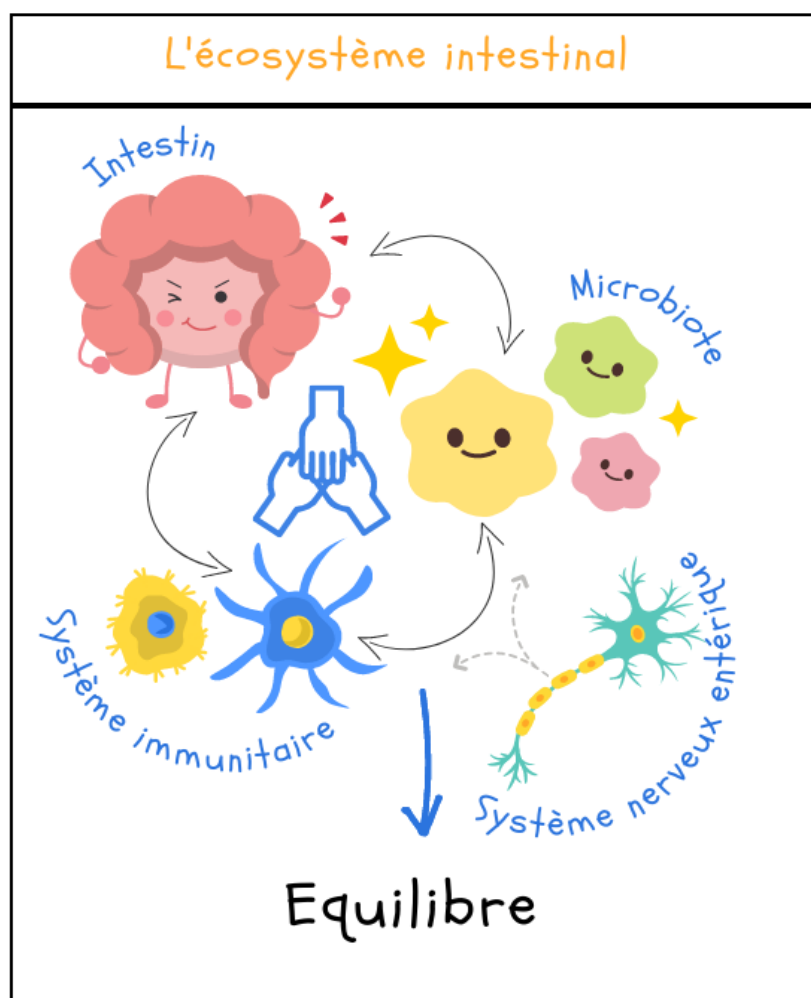 L'écosystème intestinal
Intestin
Microbiote
Système immunitaire
Système nerveux entérique
Equilibre